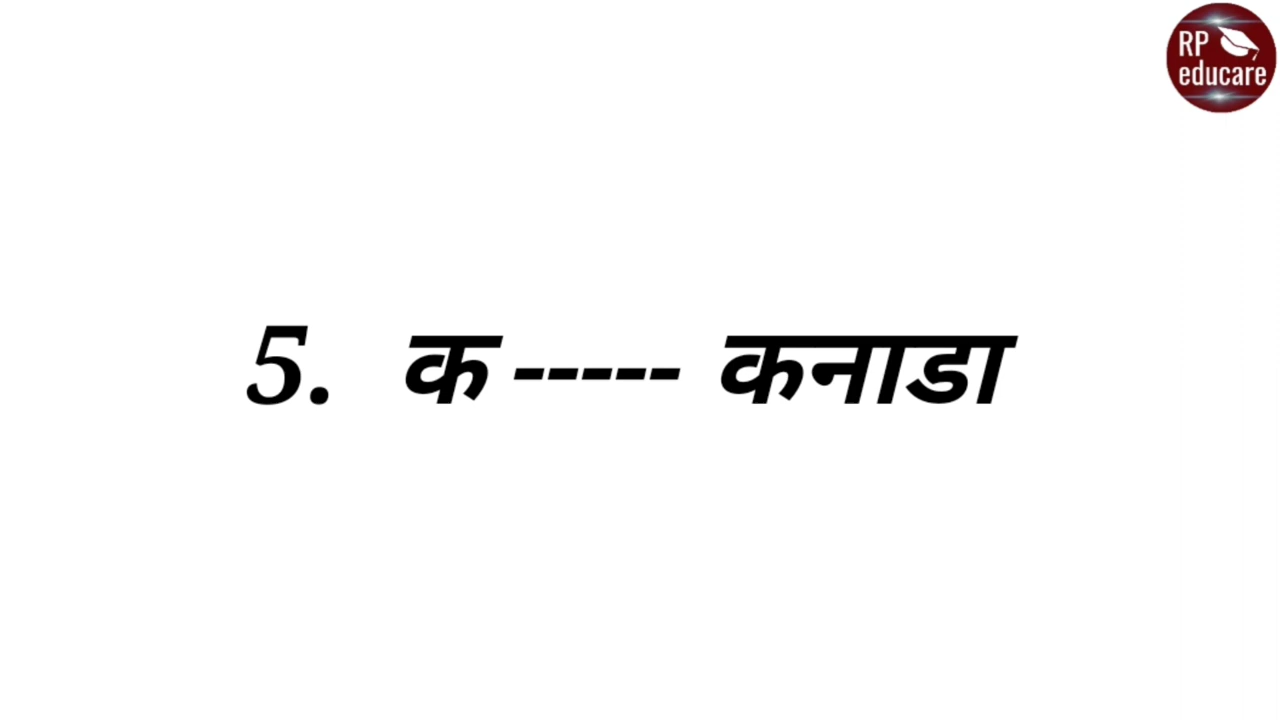 RP
educare
5. क ----- कनाडा